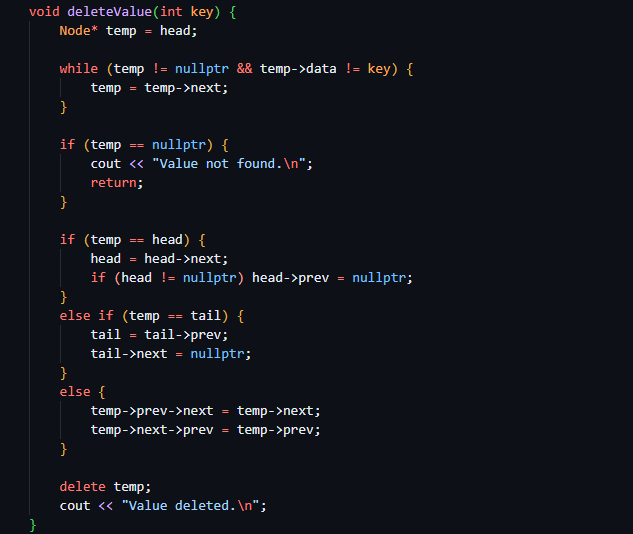 void deleteValue(int key) {
    Node* temp = head;

    while (temp != nullptr && temp->data != key) {
        temp = temp->next;
    }

    if (temp == nullptr) {
        cout << "Value not found.\n";
        return;
    }

    if (temp == head) {
        head = head->next;
        if (head != nullptr) head->prev = nullptr;
    }
    else if (temp == tail) {
        tail = tail->prev;
        tail->next = nullptr;
    }
    else {
        temp->prev->next = temp->next;
        temp->next->prev = temp->prev;
    }

    delete temp;
    cout << "Value deleted.\n";
}